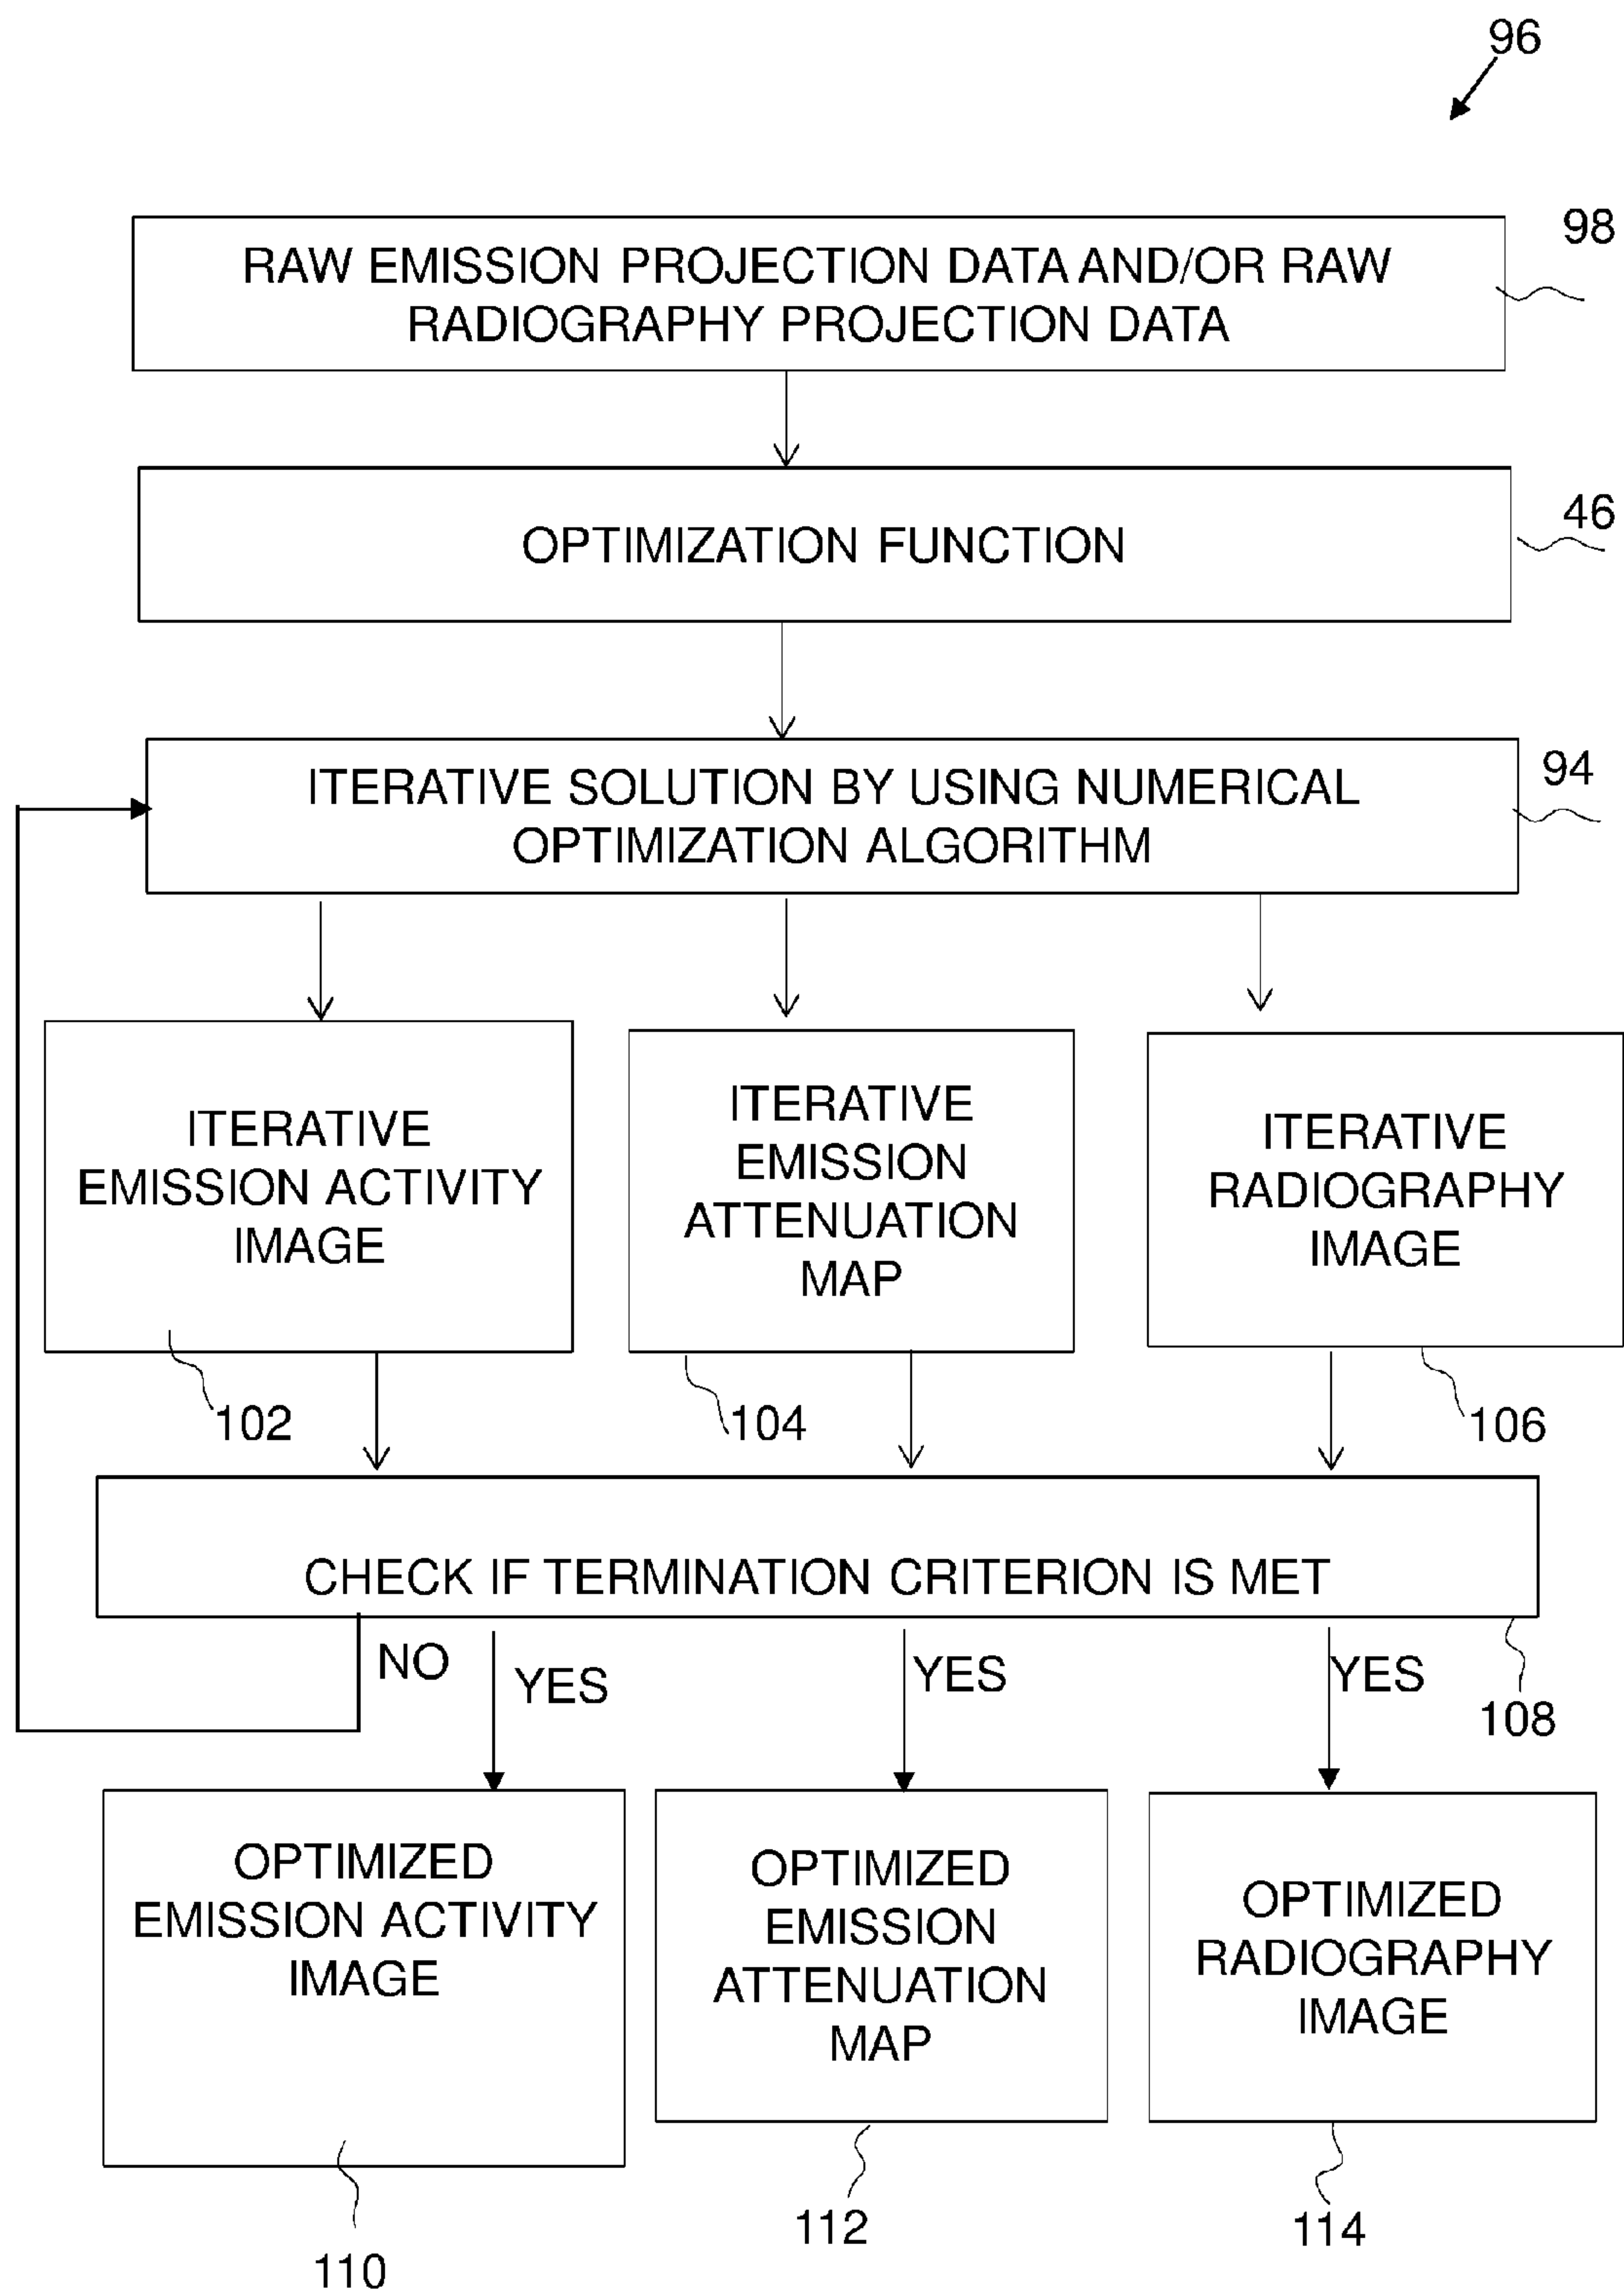 96
98
RAW EMISSION PROJECTION DATA AND/OR RAW
RADIOGRAPHY PROJECTION DATA
46
OPTIMIZATION FUNCTION
94
ITERATIVE SOLUTION BY USING NUMERICAL
OPTIMIZATION ALGORITHM
ITERATIVE
EMISSION ACTIVITY
IMAGE
ITERATIVE
EMISSION
ATTENUATION
MAP
ITERATIVE
RADIOGRAPHY
IMAGE
102
104
106
CHECK IF TERMINATION CRITERION IS MET
NO
YES
YES
YES
108
OPTIMIZED
EMISSION ACTIVITY
IMAGE
OPTIMIZED
EMISSION
ATTENUATION
MAP
OPTIMIZED
RADIOGRAPHY
IMAGE
110
112
114